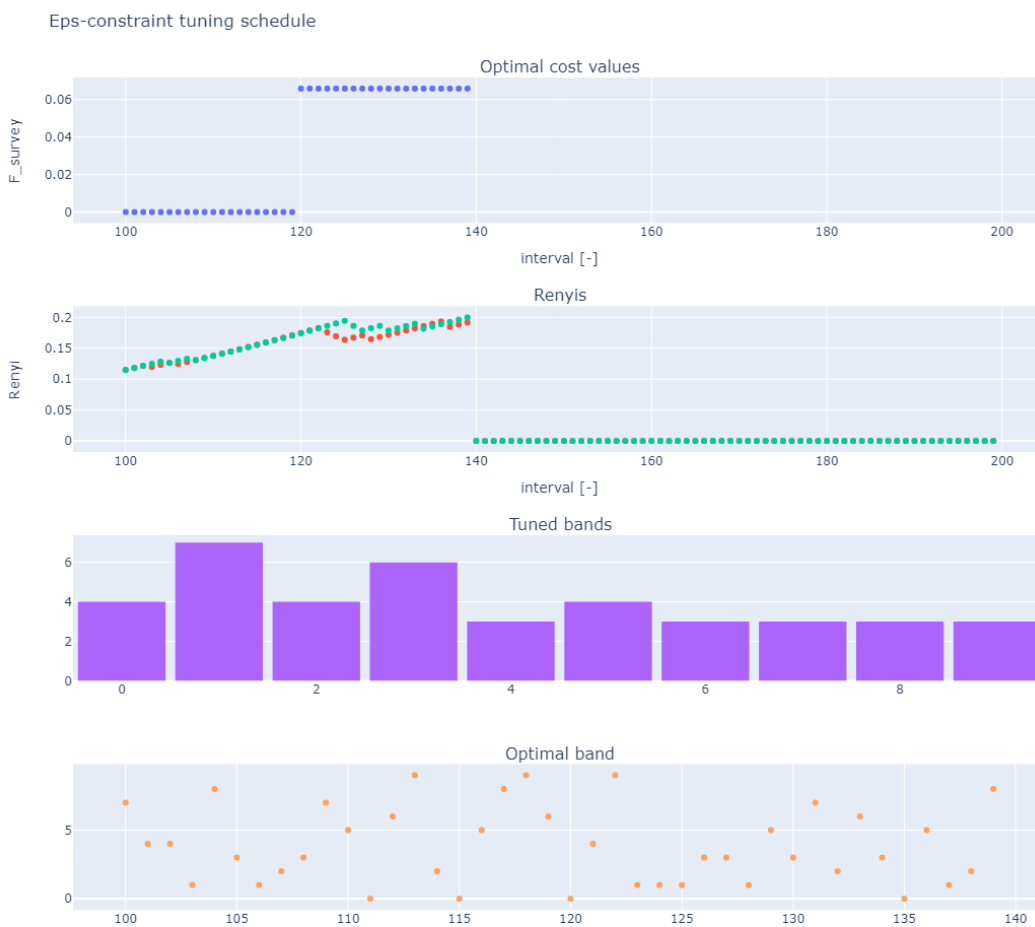 Eps-constraint tuning schedule
Optimal cost values
F_survey
0.06
0.04
0.02
0
100 120 140 160 180 200
interval [-]
Renyis
Renyi
0.2
0.15
0.1
0.05
0
100 120 140 160 180 200
interval [-]
Tuned bands
6
4
2
0
0 2 4 6 8
Optimal band
5
0
100 105 110 115 120 125 130 135 140